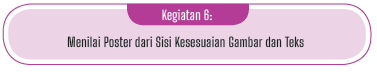 Kegiatan 6:
Menilai Poster dari Sisi Kesesuaian Gambar dan Teks